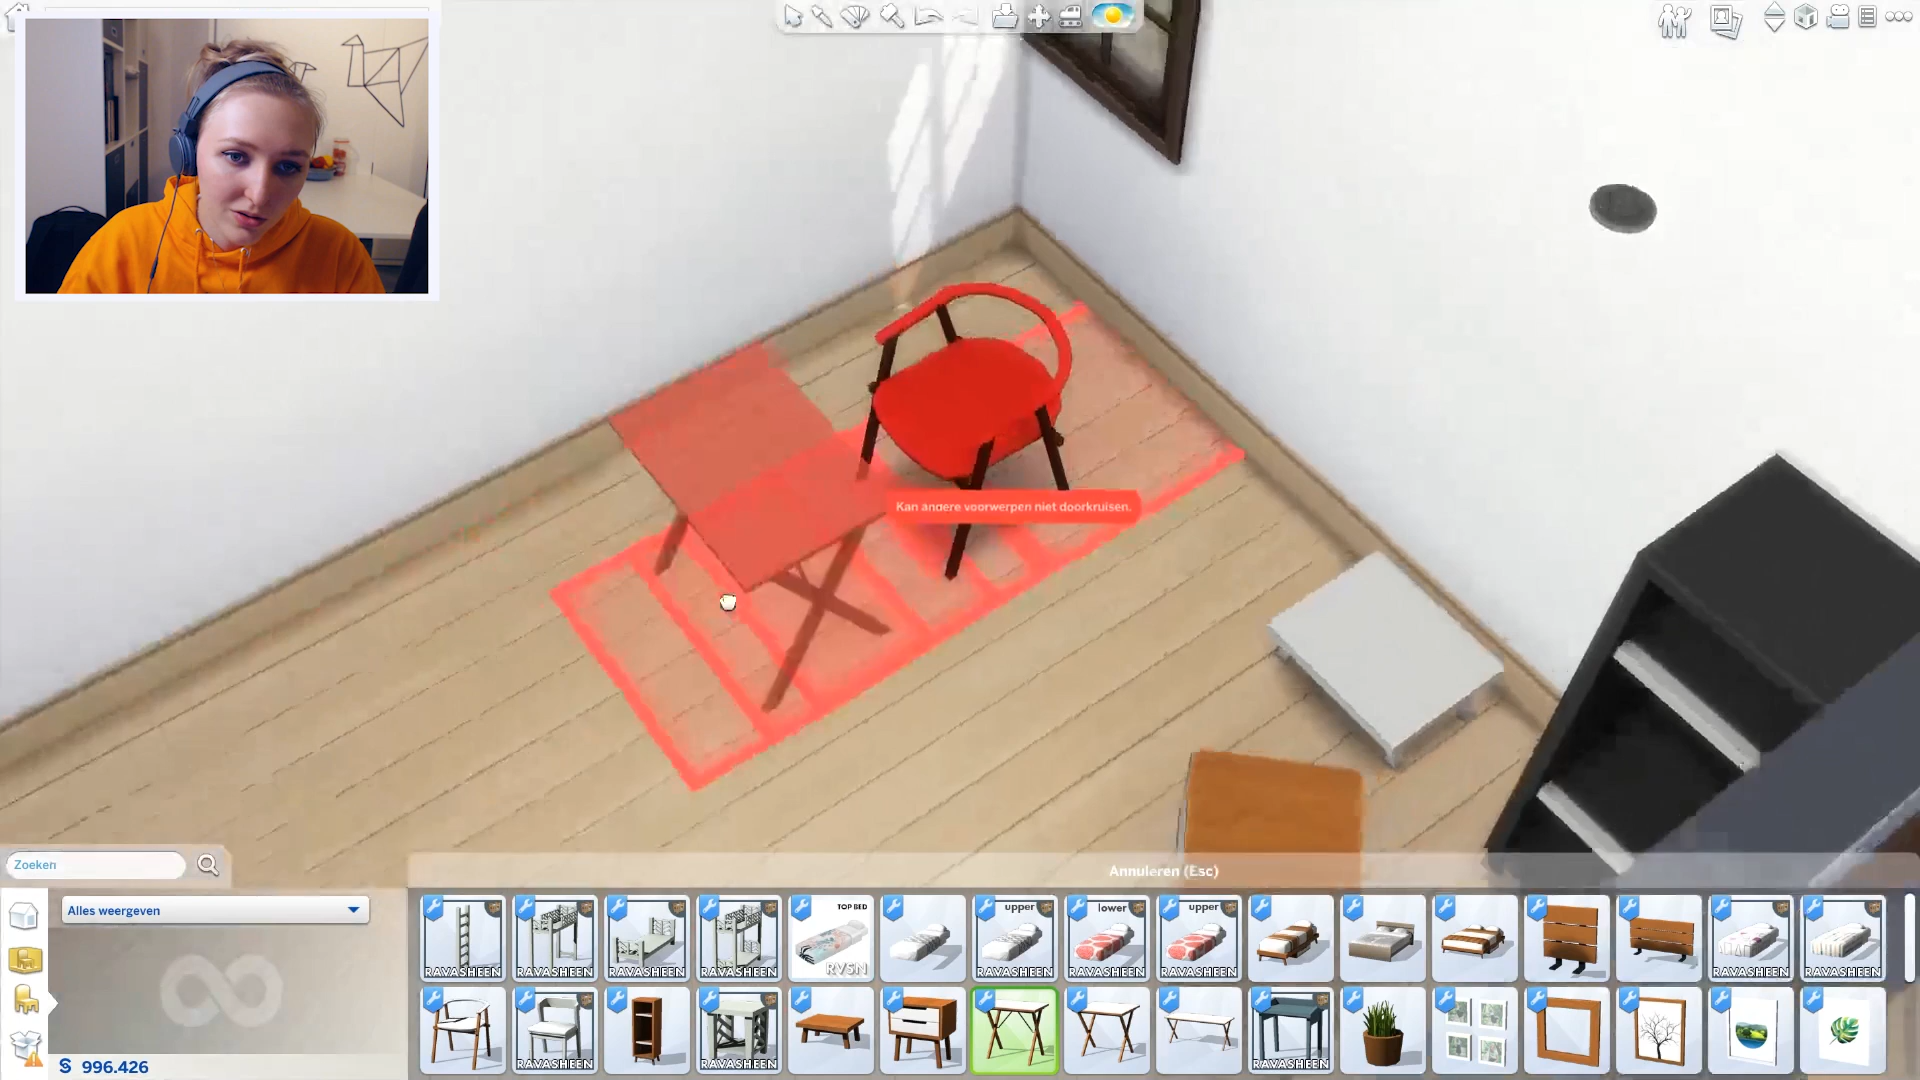 Kan andere voorwerpen niet doorkruisen.
Zoeken
Annuleren (Esc)
Alles weergeven
RAVASHEEN
RAVASHEEN
RAVASHEEN
RAVASHEEN
TOP BED
RVSN
upper
RAVASHEEN
lower
RAVASHEEN
upper
RAVASHEEN
RAVASHEEN
RAVASHEEN
RAVASHEEN
RAVASHEEN
RAVASHEEN
§ 996.426